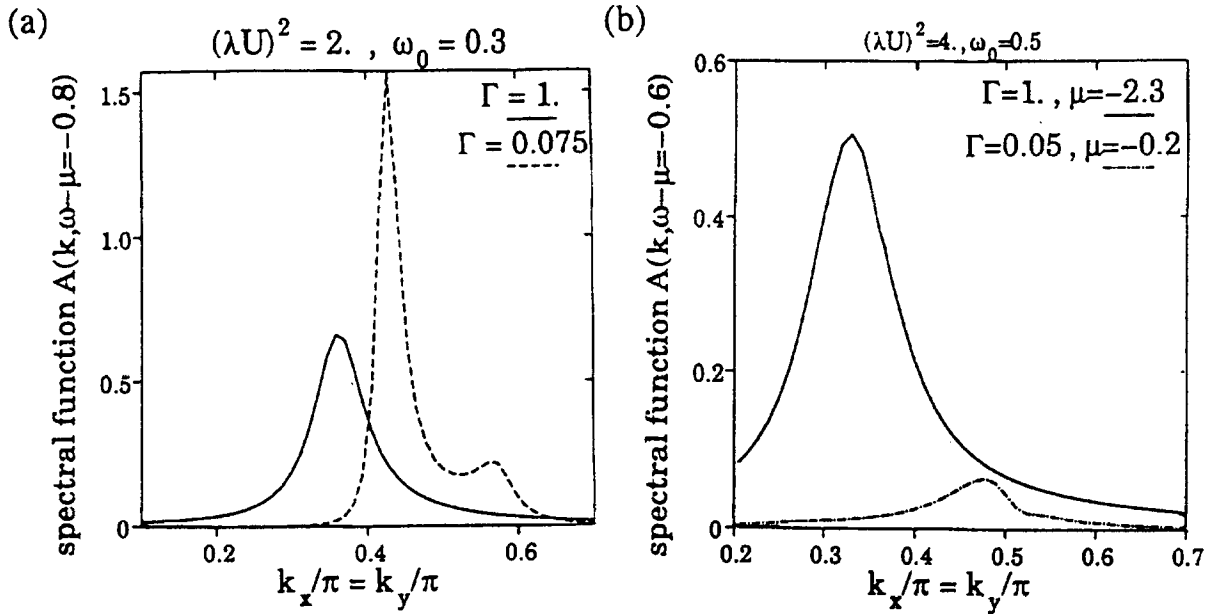 (a)
(λU)² = 2. , ω₀ = 0.3
Γ = 1.
Γ = 0.075
spectral function A(k,ω−μ=−0.8)
1.5
1.0
0.5
0
0.2
0.4
0.6
kₓ/π = k_y/π
(b)
(λU)²=4.,ω₀=0.5
Γ=1. , μ=−2.3
Γ=0.05 , μ=−0.2
spectral function A(k,ω−μ=−0.6)
0.6
0.4
0.2
0
0.2
0.3
0.4
0.5
0.6
0.7
kₓ/π = k_y/π